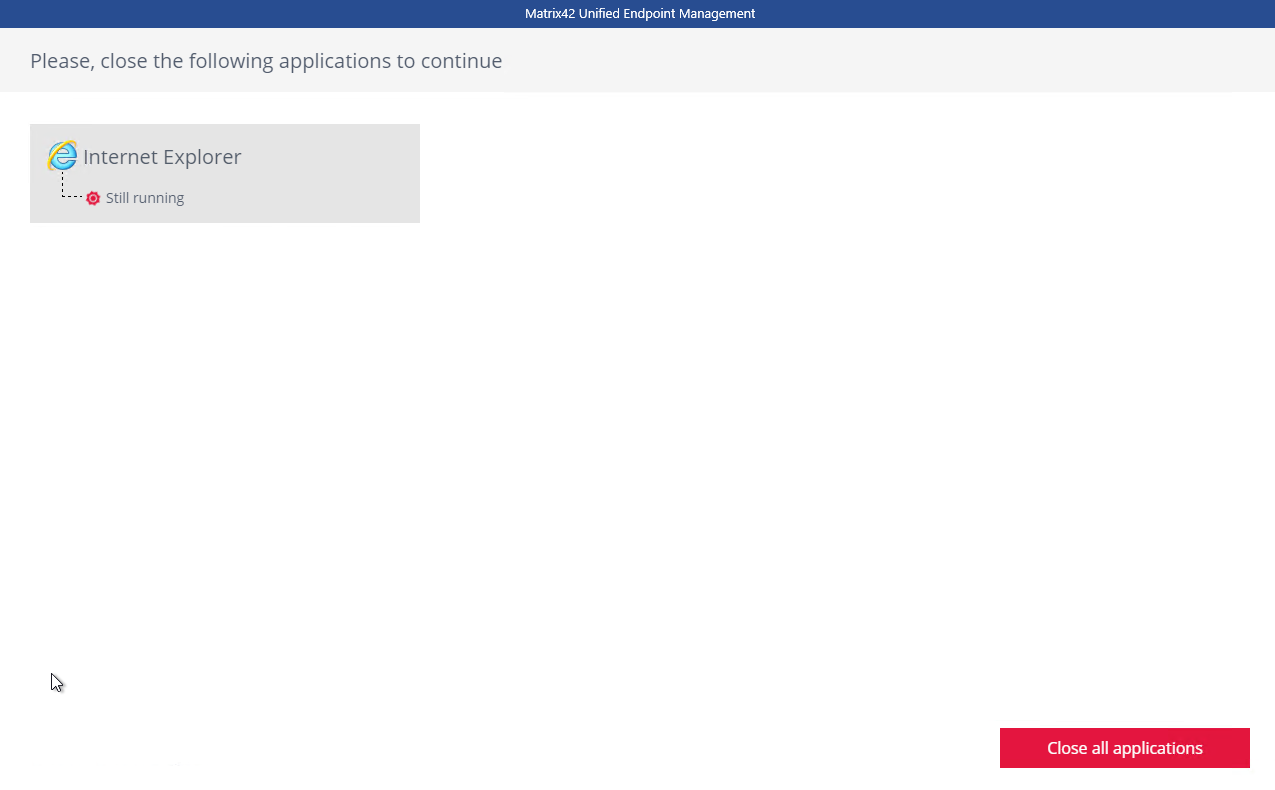 Matrix42 Unified Endpoint Management
Please, close the following applications to continue
Internet Explorer
Still running
Close all applications